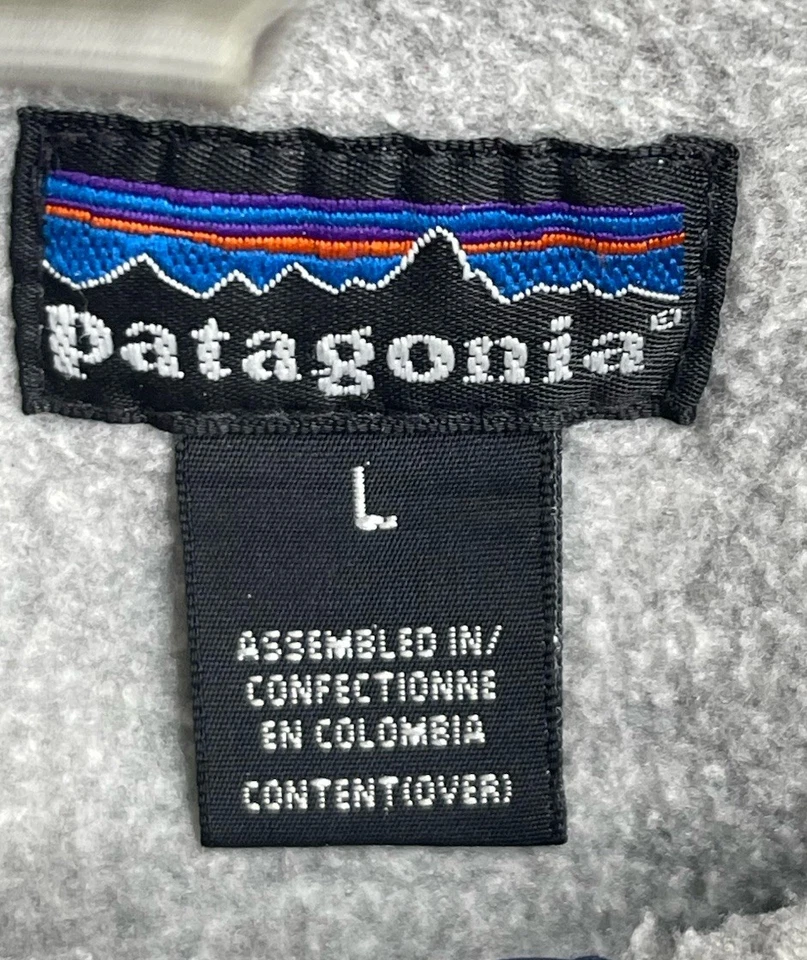 patagonia®
L
ASSEMBLED IN/
CONFECTIONNE
EN COLOMBIA
CONTENT(OVER)